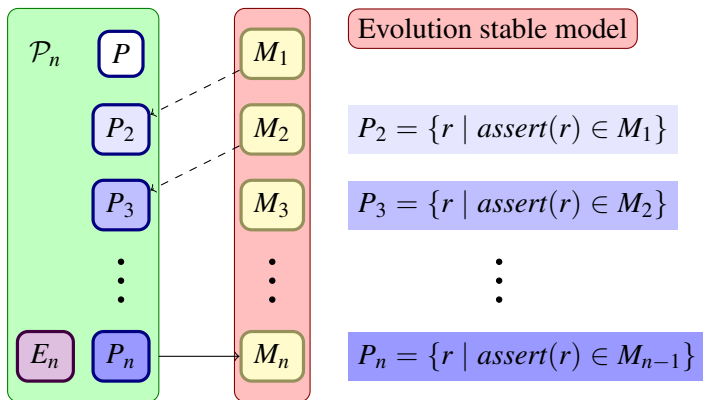 𝒫ₙ P M₁ Evolution stable model
P₂ M₂ P₂ = {r | assert(r) ∈ M₁}
P₃ M₃ P₃ = {r | assert(r) ∈ M₂}
⋮ ⋮ ⋮
Eₙ Pₙ Mₙ Pₙ = {r | assert(r) ∈ Mₙ₋₁}